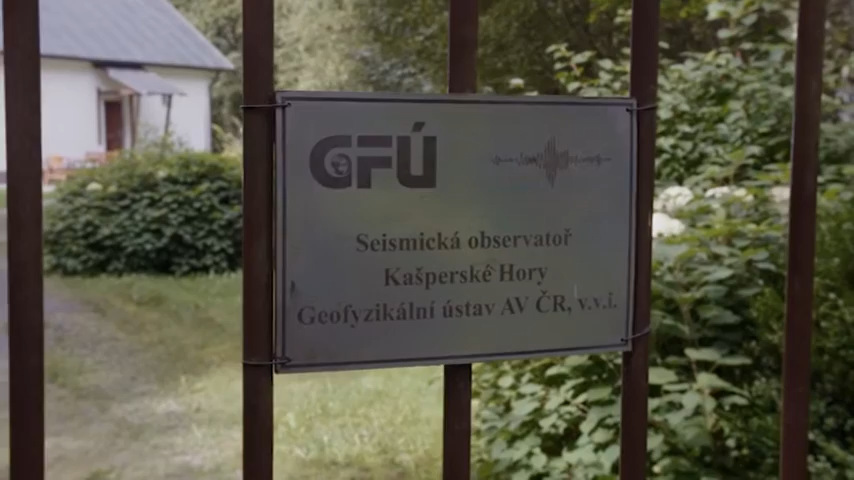 GFÚ
Seismická observatoř
Kašperské Hory
Geofyzikální ústav AV ČR, v.v.i.